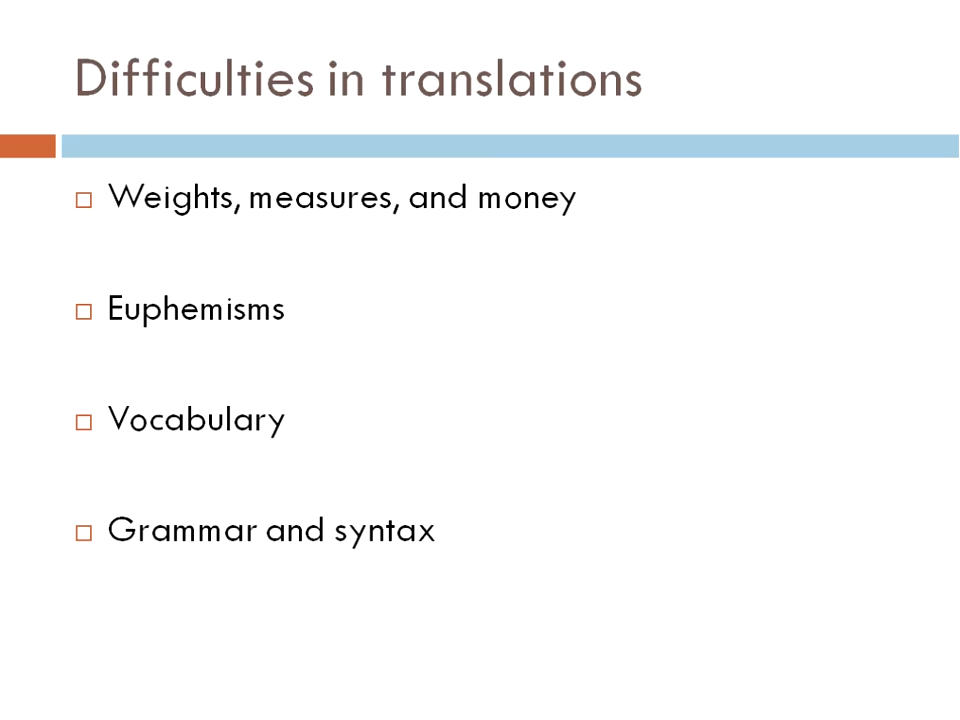 Difficulties in translations
Weights, measures, and money
Euphemisms
Vocabulary
Grammar and syntax